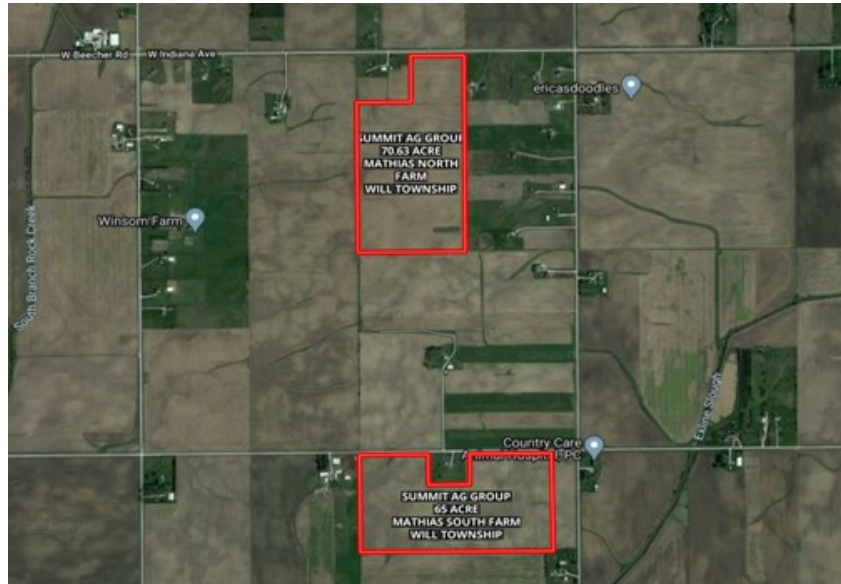 W Beecher Rd
W Indiana Ave
ericasdoodles
SUMMIT AG GROUP
70.63 ACRE
MATHIAS NORTH
FARM
WILL TOWNSHIP
Winsom Farm
South Branch Rock Creek
Exline Slough
Country Care
Animal Hospital, PC
SUMMIT AG GROUP
65 ACRE
MATHIAS SOUTH FARM
WILL TOWNSHIP